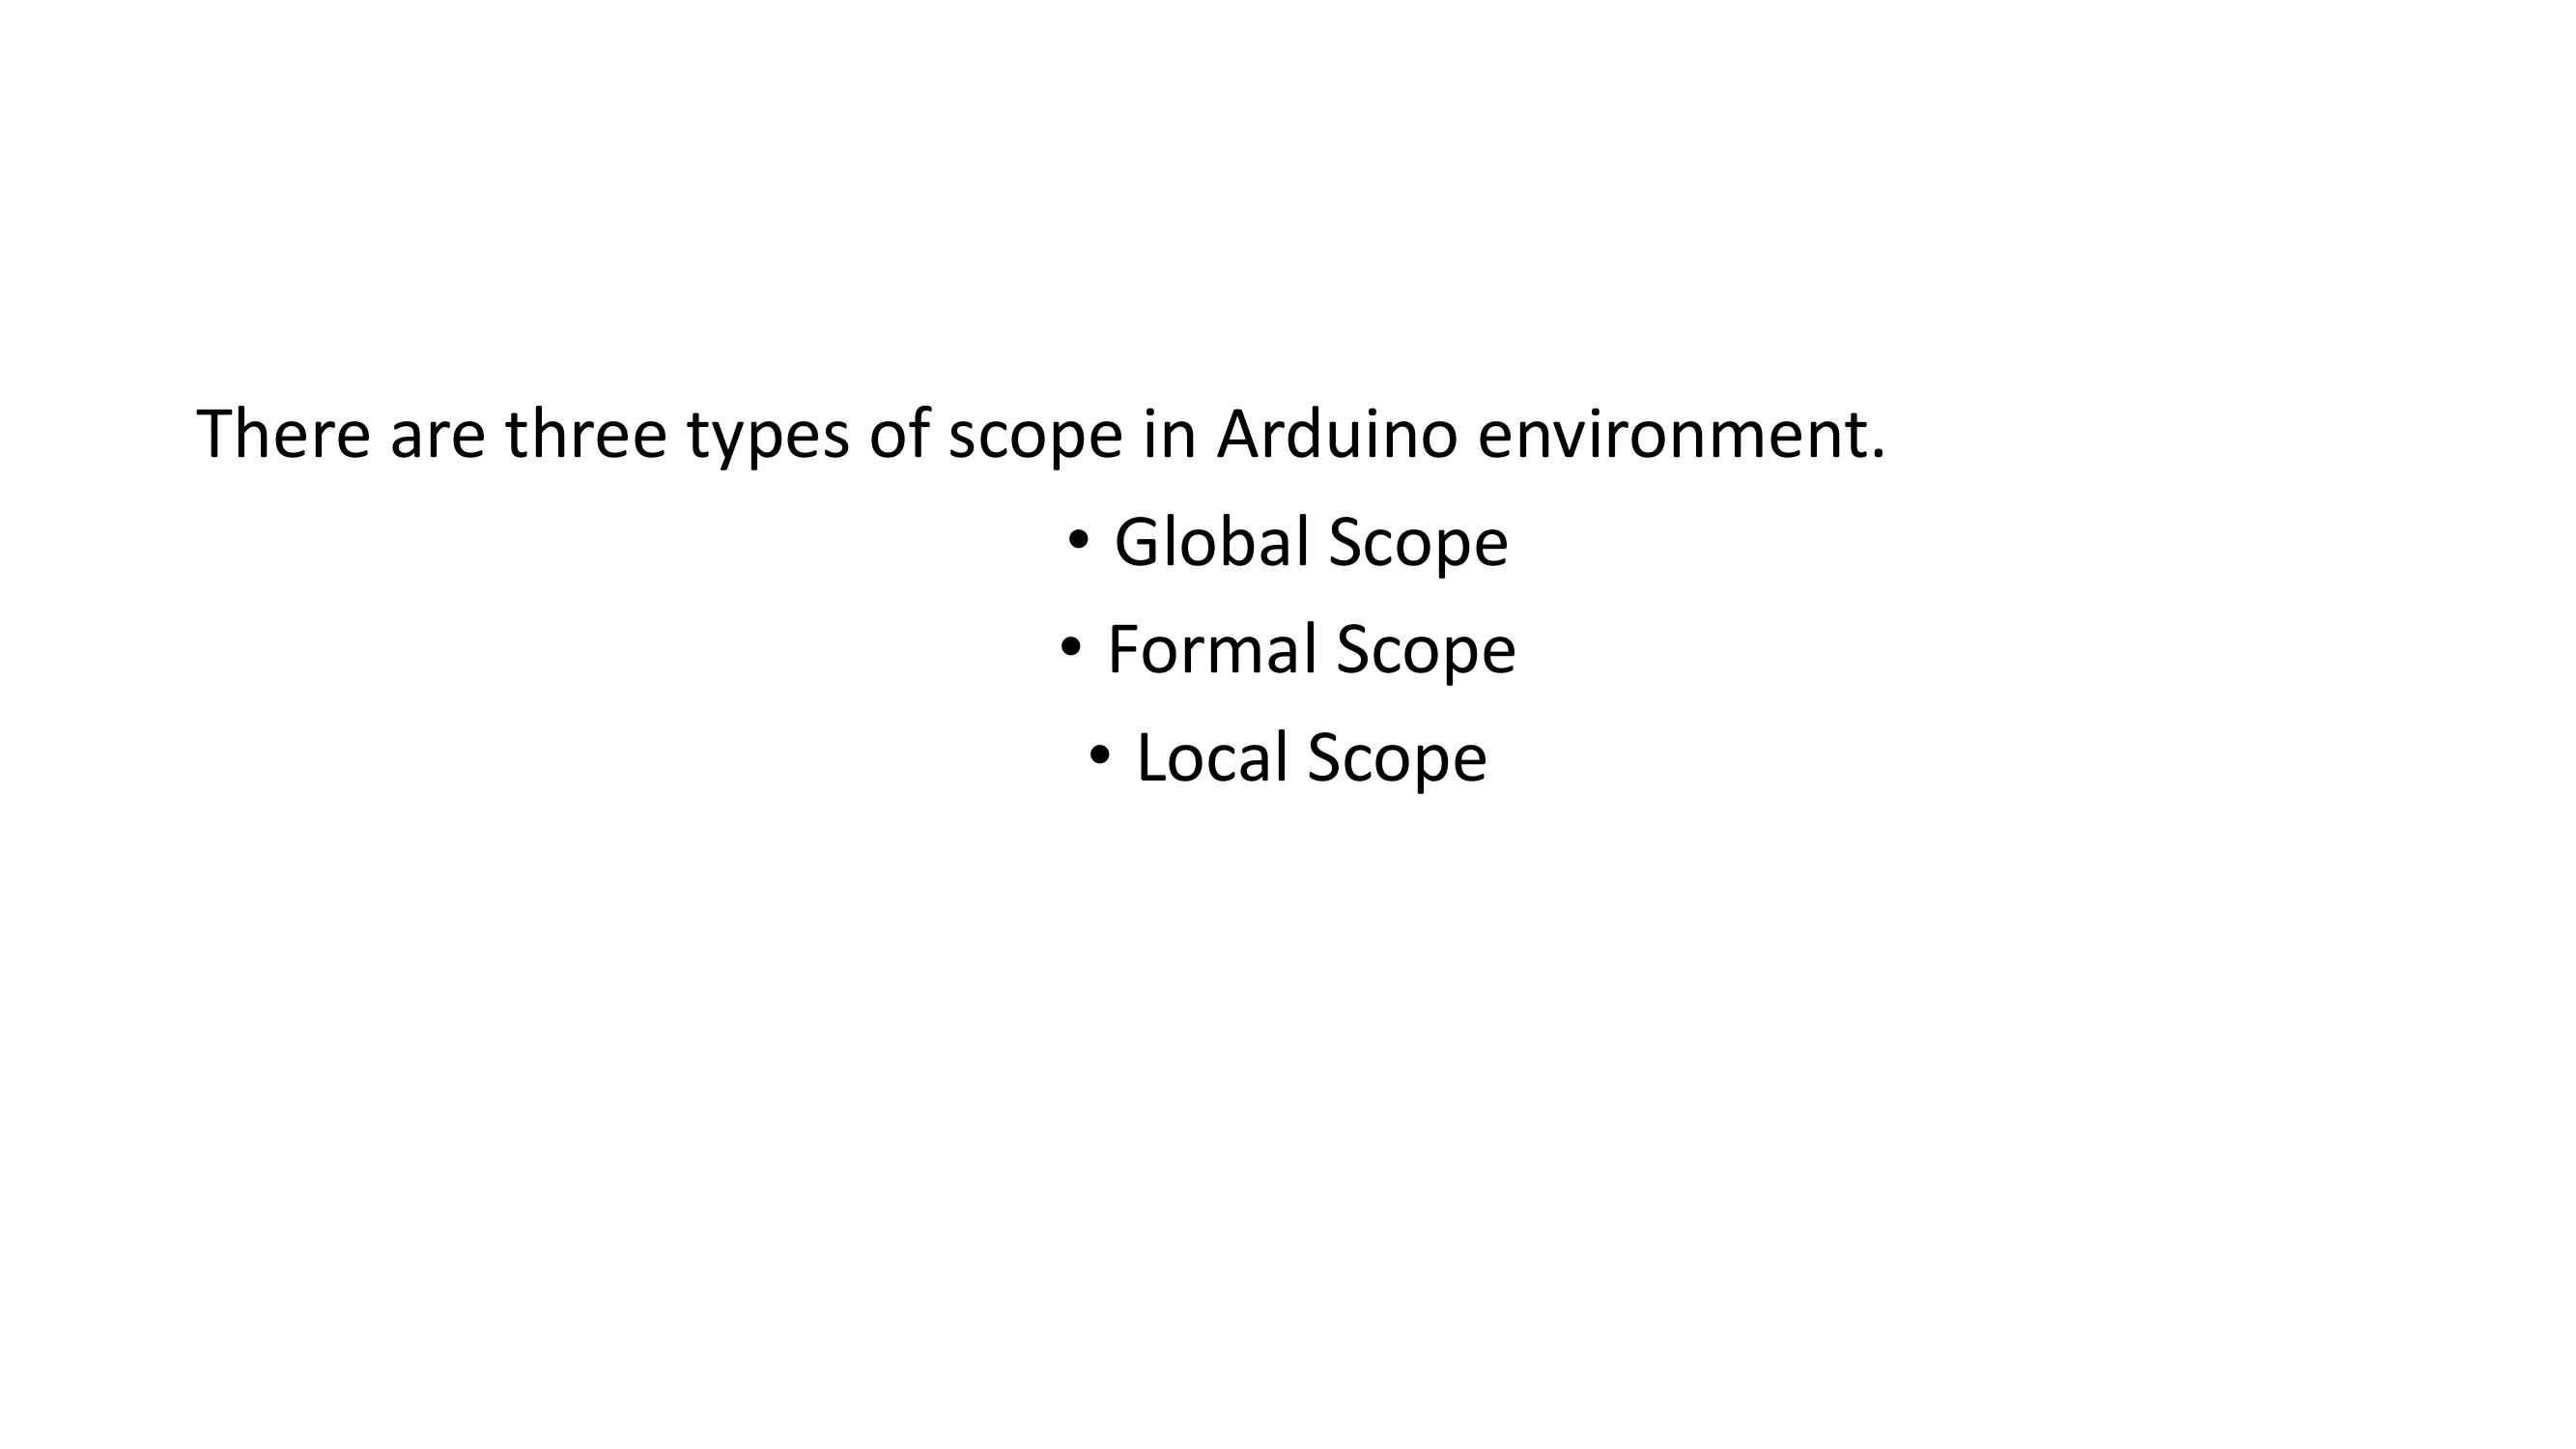 There are three types of scope in Arduino environment.
• Global Scope
• Formal Scope
• Local Scope